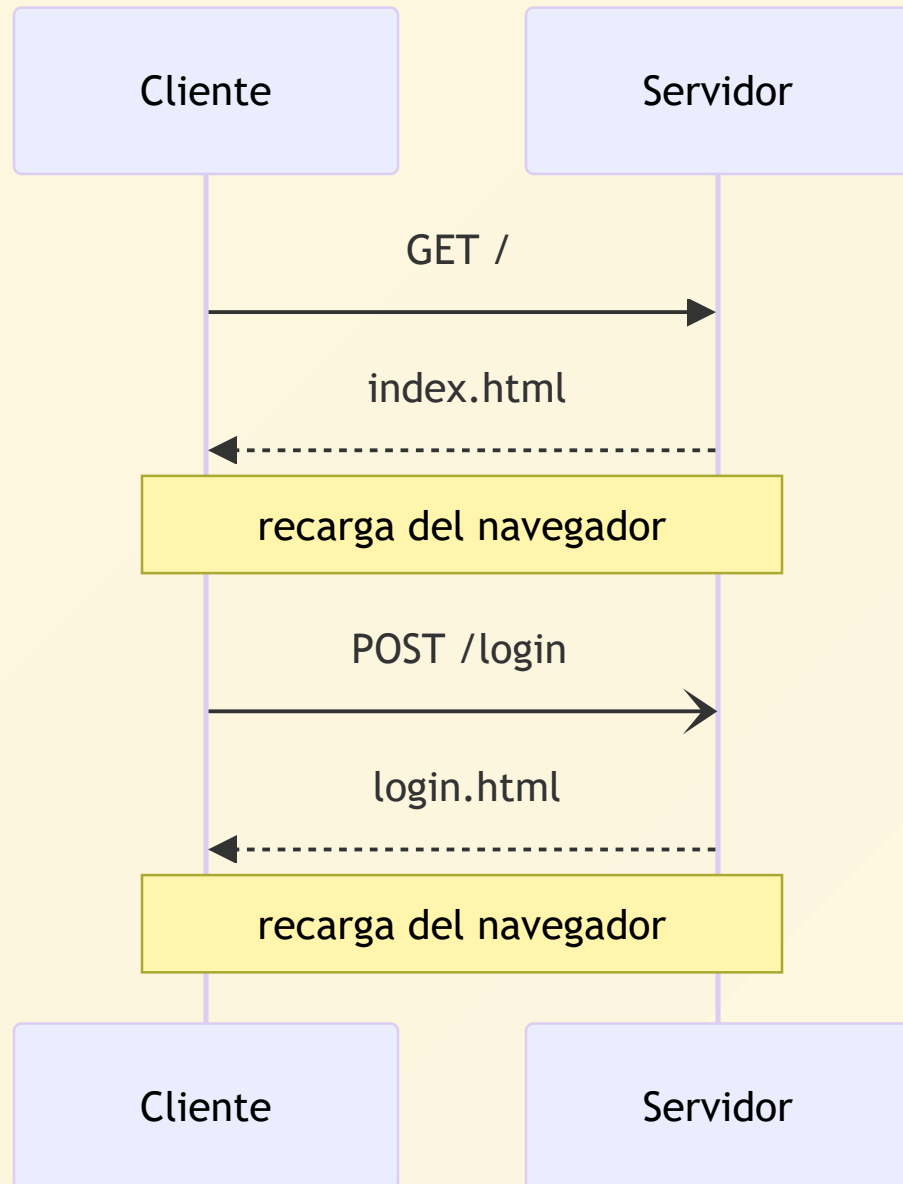 Cliente
Servidor
GET /
index.html
recarga del navegador
POST /login
login.html
recarga del navegador
Cliente
Servidor